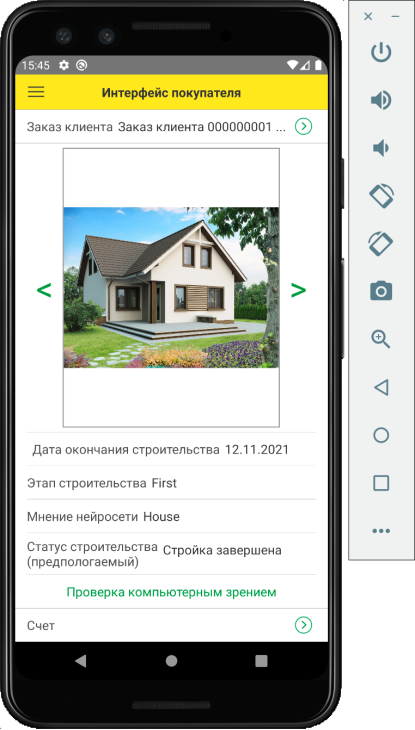 15:45
Интерфейс покупателя
Заказ клиента Заказ клиента 000000001 ...
< >
Дата окончания строительства 12.11.2021
Этап строительства First
Мнение нейросети House
Статус строительства
(предпологаемый) Стройка завершена
Проверка компьютерным зрением
Счет